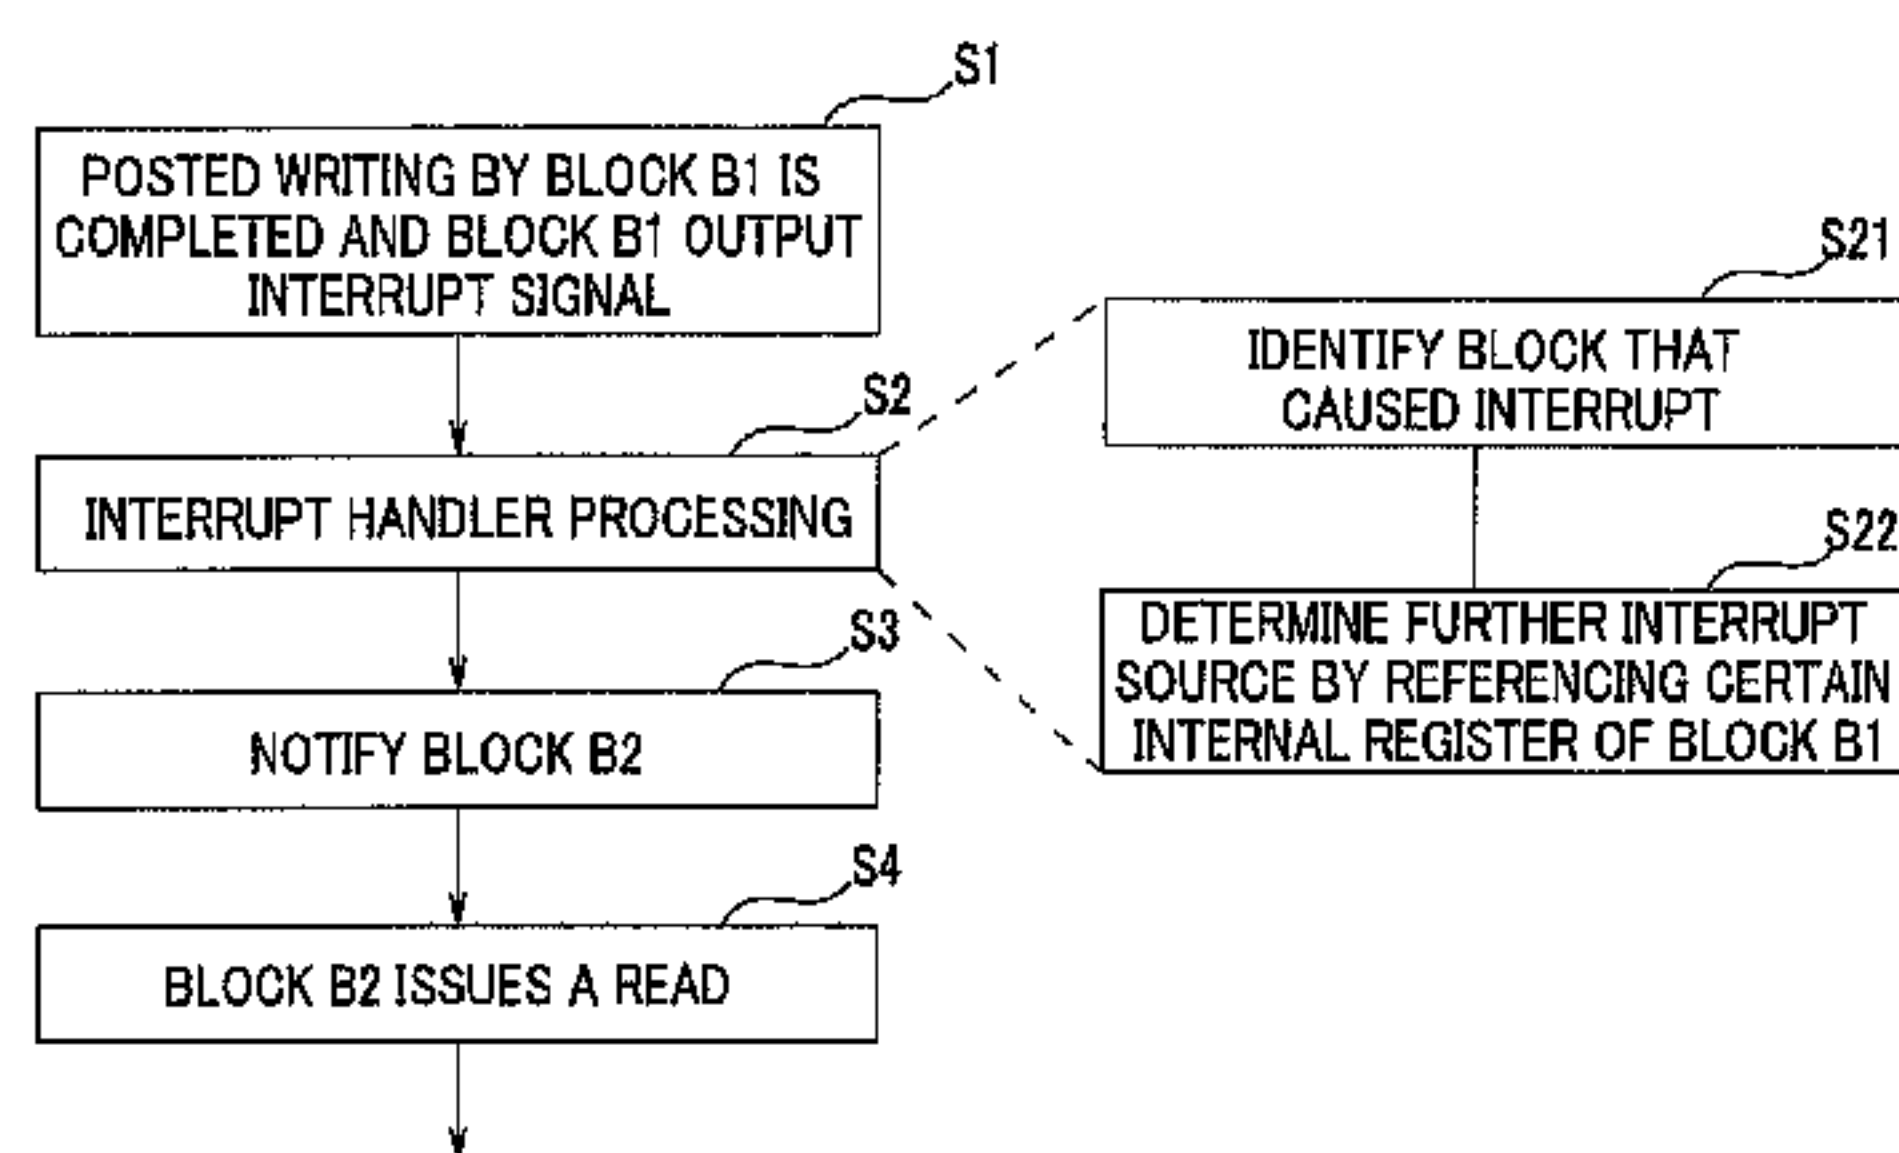 S1
POSTED WRITING BY BLOCK B1 IS
COMPLETED AND BLOCK B1 OUTPUT
INTERRUPT SIGNAL
S2
INTERRUPT HANDLER PROCESSING
S3
NOTIFY BLOCK B2
S4
BLOCK B2 ISSUES A READ
S21
IDENTIFY BLOCK THAT
CAUSED INTERRUPT
S22
DETERMINE FURTHER INTERRUPT
SOURCE BY REFERENCING CERTAIN
INTERNAL REGISTER OF BLOCK B1